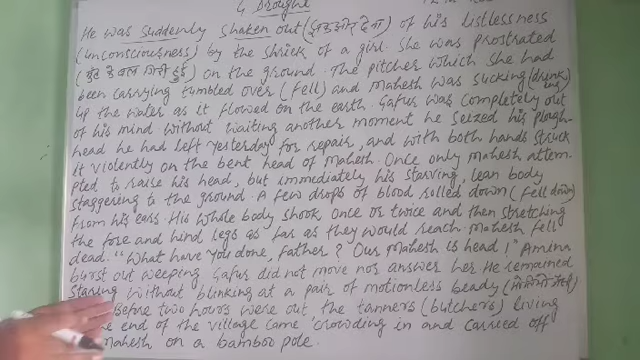 4 Drought
He was suddenly shaken out (झकझोर देना) of his listlessness
(unconsciousness) by the shrick of a girl. She was prostrated
(मुंह के बल गिरी हुई) on the ground. The pitcher which she had
been carrying tumbled over (fell) and Mahesh was sucking (drink
ing)
up the water as it flowed on the earth. Gafur was completely out
of his mind without waiting another moment he seized his plough-
head he had left yesterday for repair, and with both hands struck
it violently on the bent head of Mahesh. Once only Mahesh attem-
pted to raise his head, but immediately his starving, lean body
staggering to the ground. A few drops of blood rolled down (fell down)
from his ears. His whole body shook once or twice and then stretching
the fore and hind legs as far as they would reach. Mahesh fell
dead. "What have you done, father? Our Mahesh is head!" Amina
burst out weeping Gafur did not move nor answer her. He remained
staring without blinking at a pair of motionless beady
Before two hours were out the tanners (butchers) living
end of the village came crowding in and carried off
Mahesh on a bamboo pole.